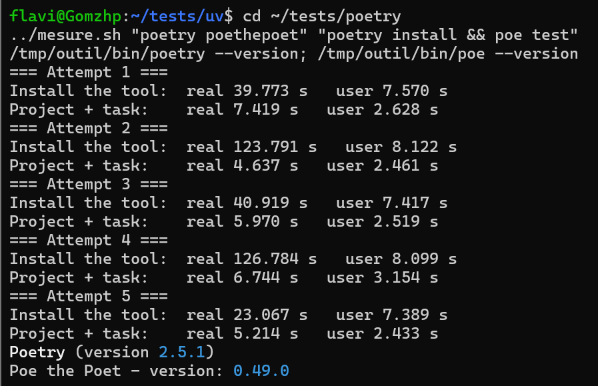 flavi@Gomzhp:~/tests/uv$ cd ~/tests/poetry
../mesure.sh "poetry poethepoet" "poetry install && poe test"
/tmp/outil/bin/poetry --version; /tmp/outil/bin/poe --version
=== Attempt 1 ===
Install the tool:  real 39.773 s   user 7.570 s
Project + task:    real 7.419 s   user 2.628 s
=== Attempt 2 ===
Install the tool:  real 123.791 s   user 8.122 s
Project + task:    real 4.637 s   user 2.461 s
=== Attempt 3 ===
Install the tool:  real 40.919 s   user 7.417 s
Project + task:    real 5.970 s   user 2.519 s
=== Attempt 4 ===
Install the tool:  real 126.784 s   user 8.099 s
Project + task:    real 6.744 s   user 3.154 s
=== Attempt 5 ===
Install the tool:  real 23.067 s   user 7.389 s
Project + task:    real 5.214 s   user 2.433 s
Poetry (version 2.5.1)
Poe the Poet - version: 0.49.0